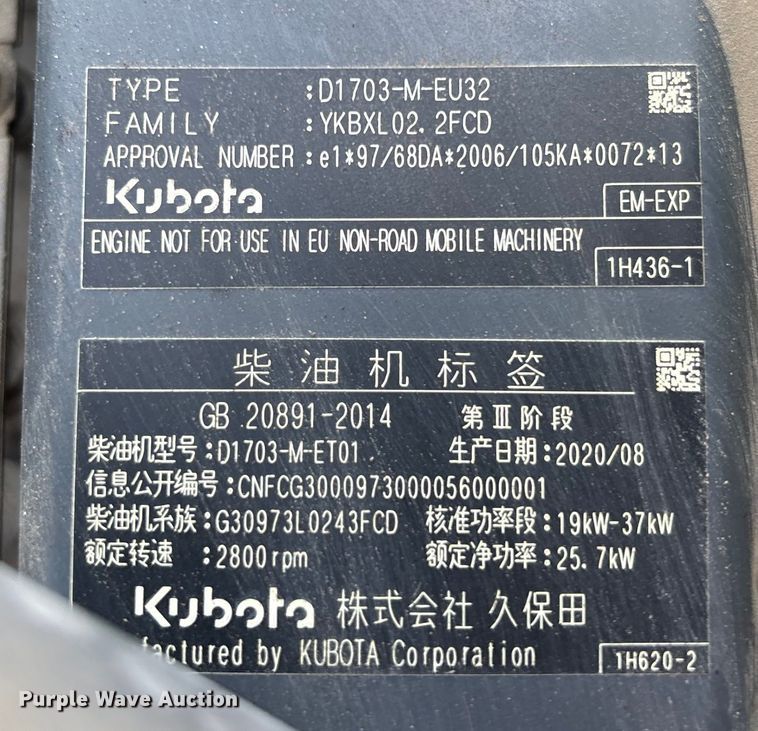 TYPE :D1703-M-EU32
FAMILY :YKBXL02.2FCD
APPROVAL NUMBER :e1*97/68DA*2006/105KA*0072*13
Kubota EM-EXP
ENGINE NOT FOR USE IN EU NON-ROAD MOBILE MACHINERY
1H436-1
柴油机标签
GB 20891-2014 第Ⅲ阶段
柴油机型号:D1703-M-ET01 生产日期:2020/08
信息公开编号:CNFCG3000973000056000001
柴油机系族:G30973L0243FCD 核准功率段:19kW-37kW
额定转速 :2800rpm 额定净功率:25.7kW
Kubota 株式会社 久保田
factured by KUBOTA Corporation 1H620-2
Purple Wave Auction